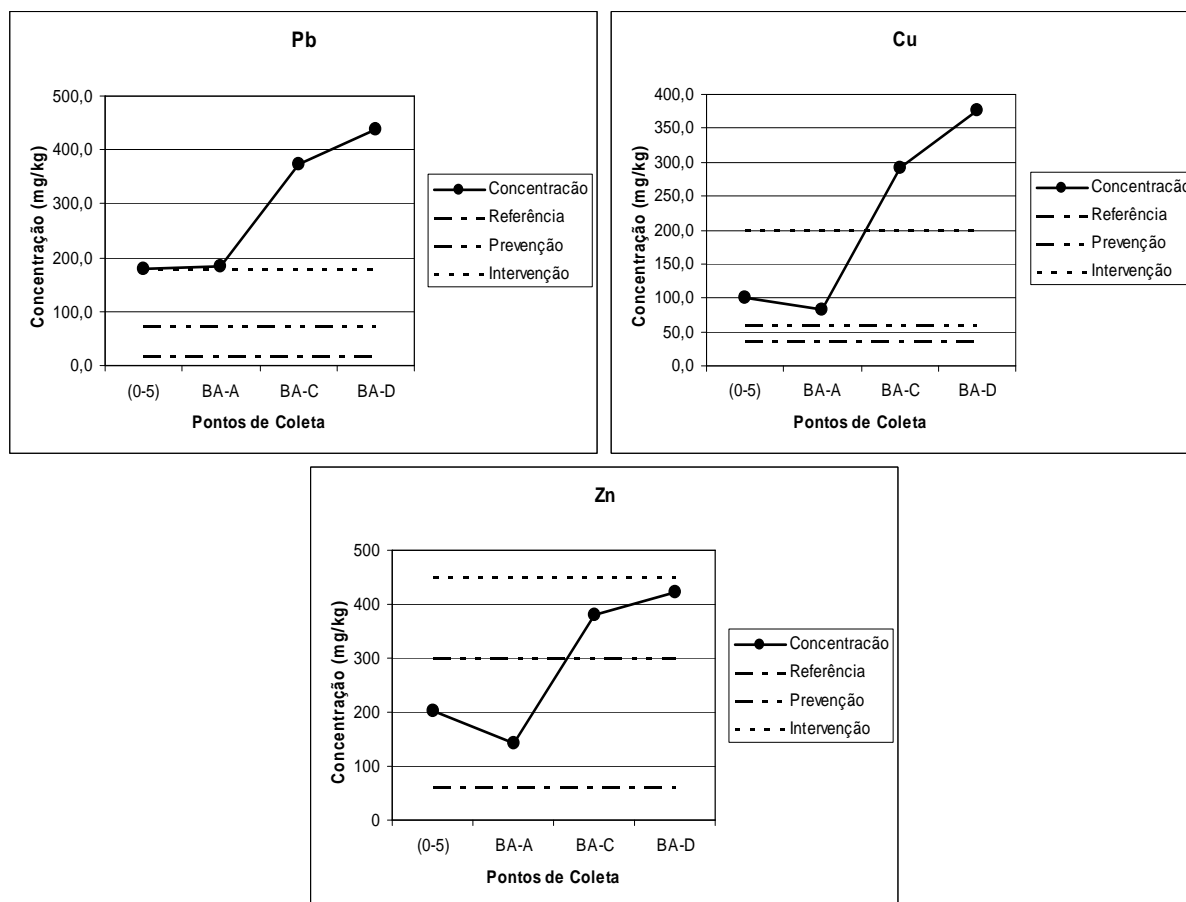 Pb
Concentração (mg/kg)
500,0
400,0
300,0
200,0
100,0
0,0
(0-5) BA-A BA-C BA-D
Pontos de Coleta
Concentracão
Referência
Prevenção
Intervenção
Cu
Concentração (mg/kg)
400,0
350,0
300,0
250,0
200,0
150,0
100,0
50,0
0,0
(0-5) BA-A BA-C BA-D
Pontos de Coleta
Concentracão
Referência
Prevenção
Intervenção
Zn
Concentração (mg/kg)
500
400
300
200
100
0
(0-5) BA-A BA-C BA-D
Pontos de Coleta
Concentracão
Referência
Prevenção
Intervenção